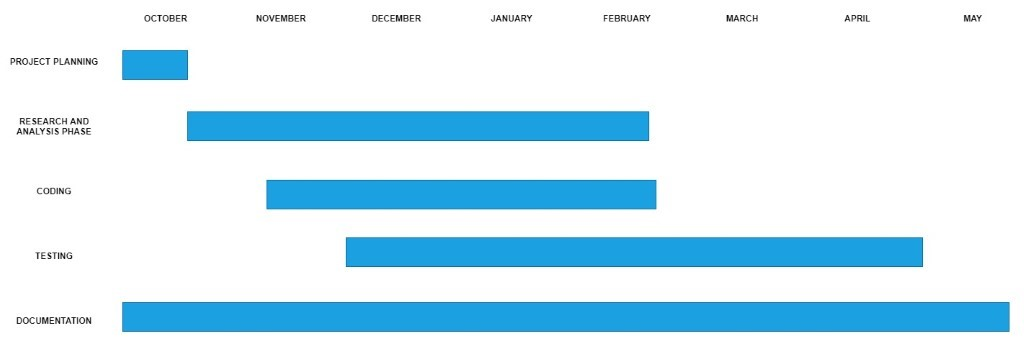 OCTOBER NOVEMBER DECEMBER JANUARY FEBRUARY MARCH APRIL MAY
PROJECT PLANNING
RESEARCH AND
ANALYSIS PHASE
CODING
TESTING
DOCUMENTATION